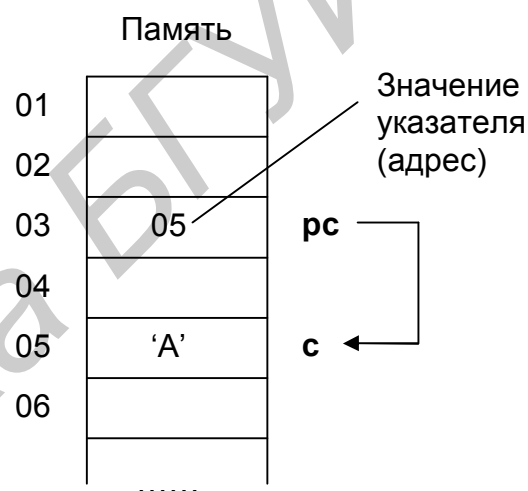 Память
Значение
указателя
(адрес)
01
02
03 05 pc
04
05 ‘A’ c
06
......